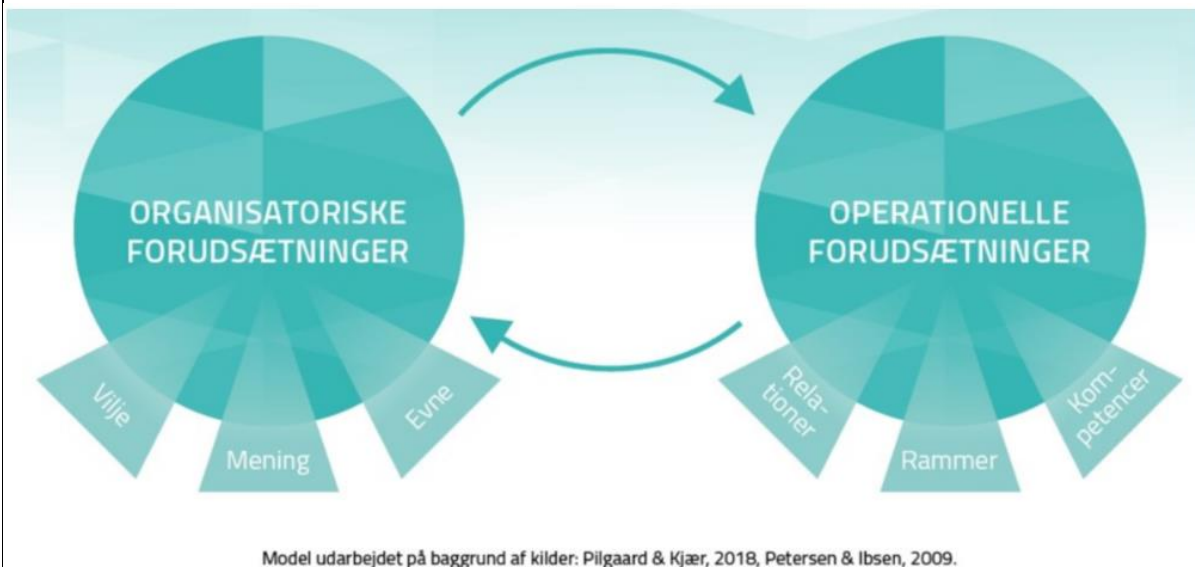 ORGANISATORISKE
FORUDSÆTNINGER
Vilje
Mening
Evne
OPERATIONELLE
FORUDSÆTNINGER
Rela-
tioner
Rammer
Kom-
petencer
Model udarbejdet på baggrund af kilder: Pilgaard & Kjær, 2018, Petersen & Ibsen, 2009.